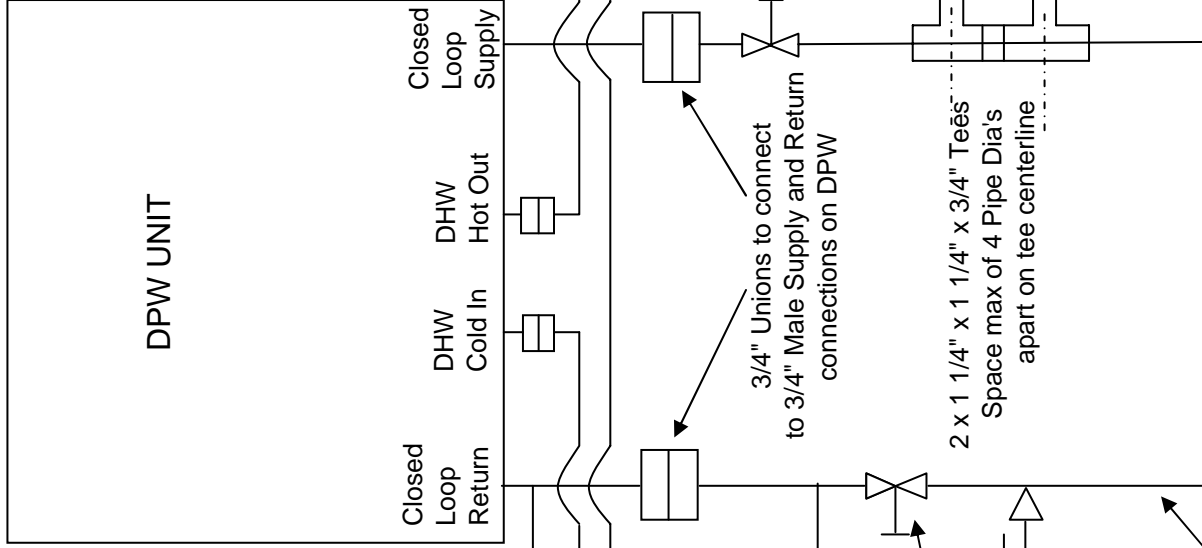 DPW UNIT
Closed
Loop
Return
DHW
Cold In
DHW
Hot Out
Closed
Loop
Supply
3/4" Unions to connect
to 3/4" Male Supply and Return
connections on DPW
2 x 1 1/4" x 1 1/4" x 3/4" Tees
Space max of 4 Pipe Dia's
apart on tee centerline